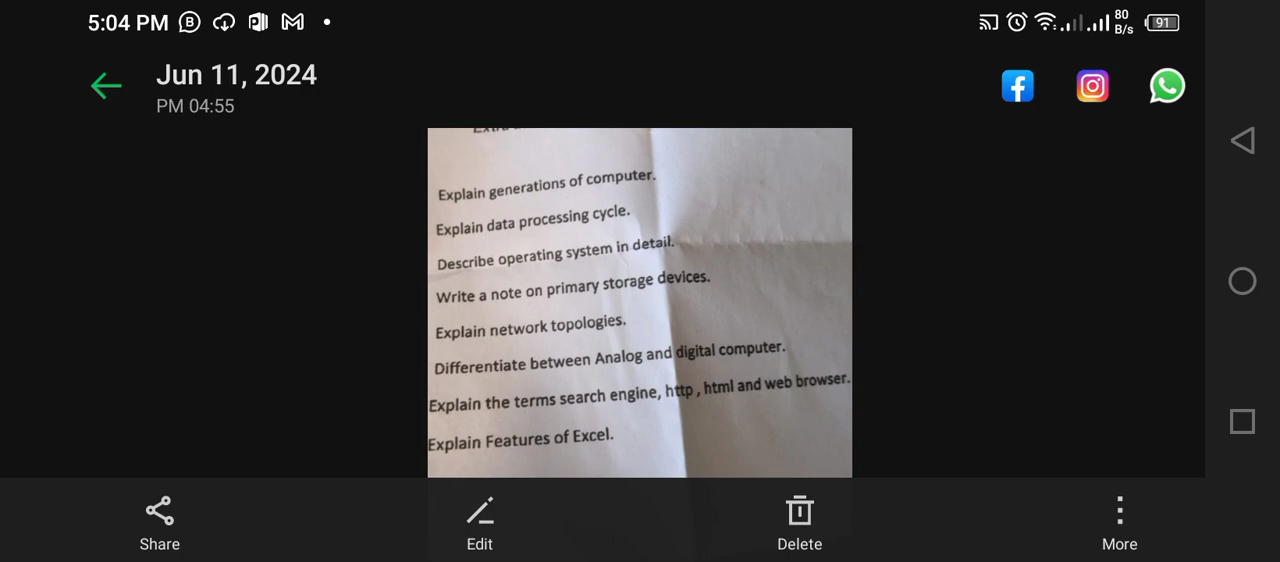 5:04 PM
80
B/s
91
Jun 11, 2024
PM 04:55
Explain generations of computer.
Explain data processing cycle.
Describe operating system in detail.
Write a note on primary storage devices.
Explain network topologies.
Differentiate between Analog and digital computer.
Explain the terms search engine, http , html and web browser.
Explain Features of Excel.
Share
Edit
Delete
More